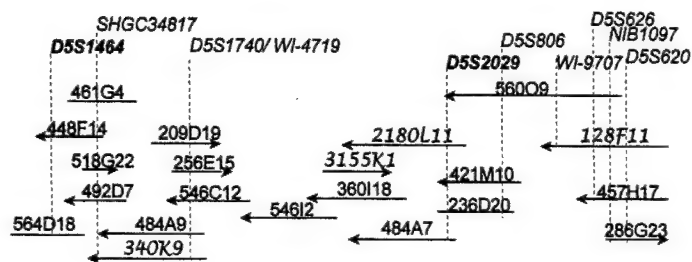 SHGC34817
D5S626
NIB1097
D5S1464
D5S1740/ WI-4719
D5S806
D5S2029
WI-9707
D5S620
461G4
560O9
448F14
209D19
2180L11
128F11
518G22
256E15
3155K1
421M10
492D7
546C12
360I18
457H17
546I2
236D20
564D18
484A9
484A7
286G23
340K9